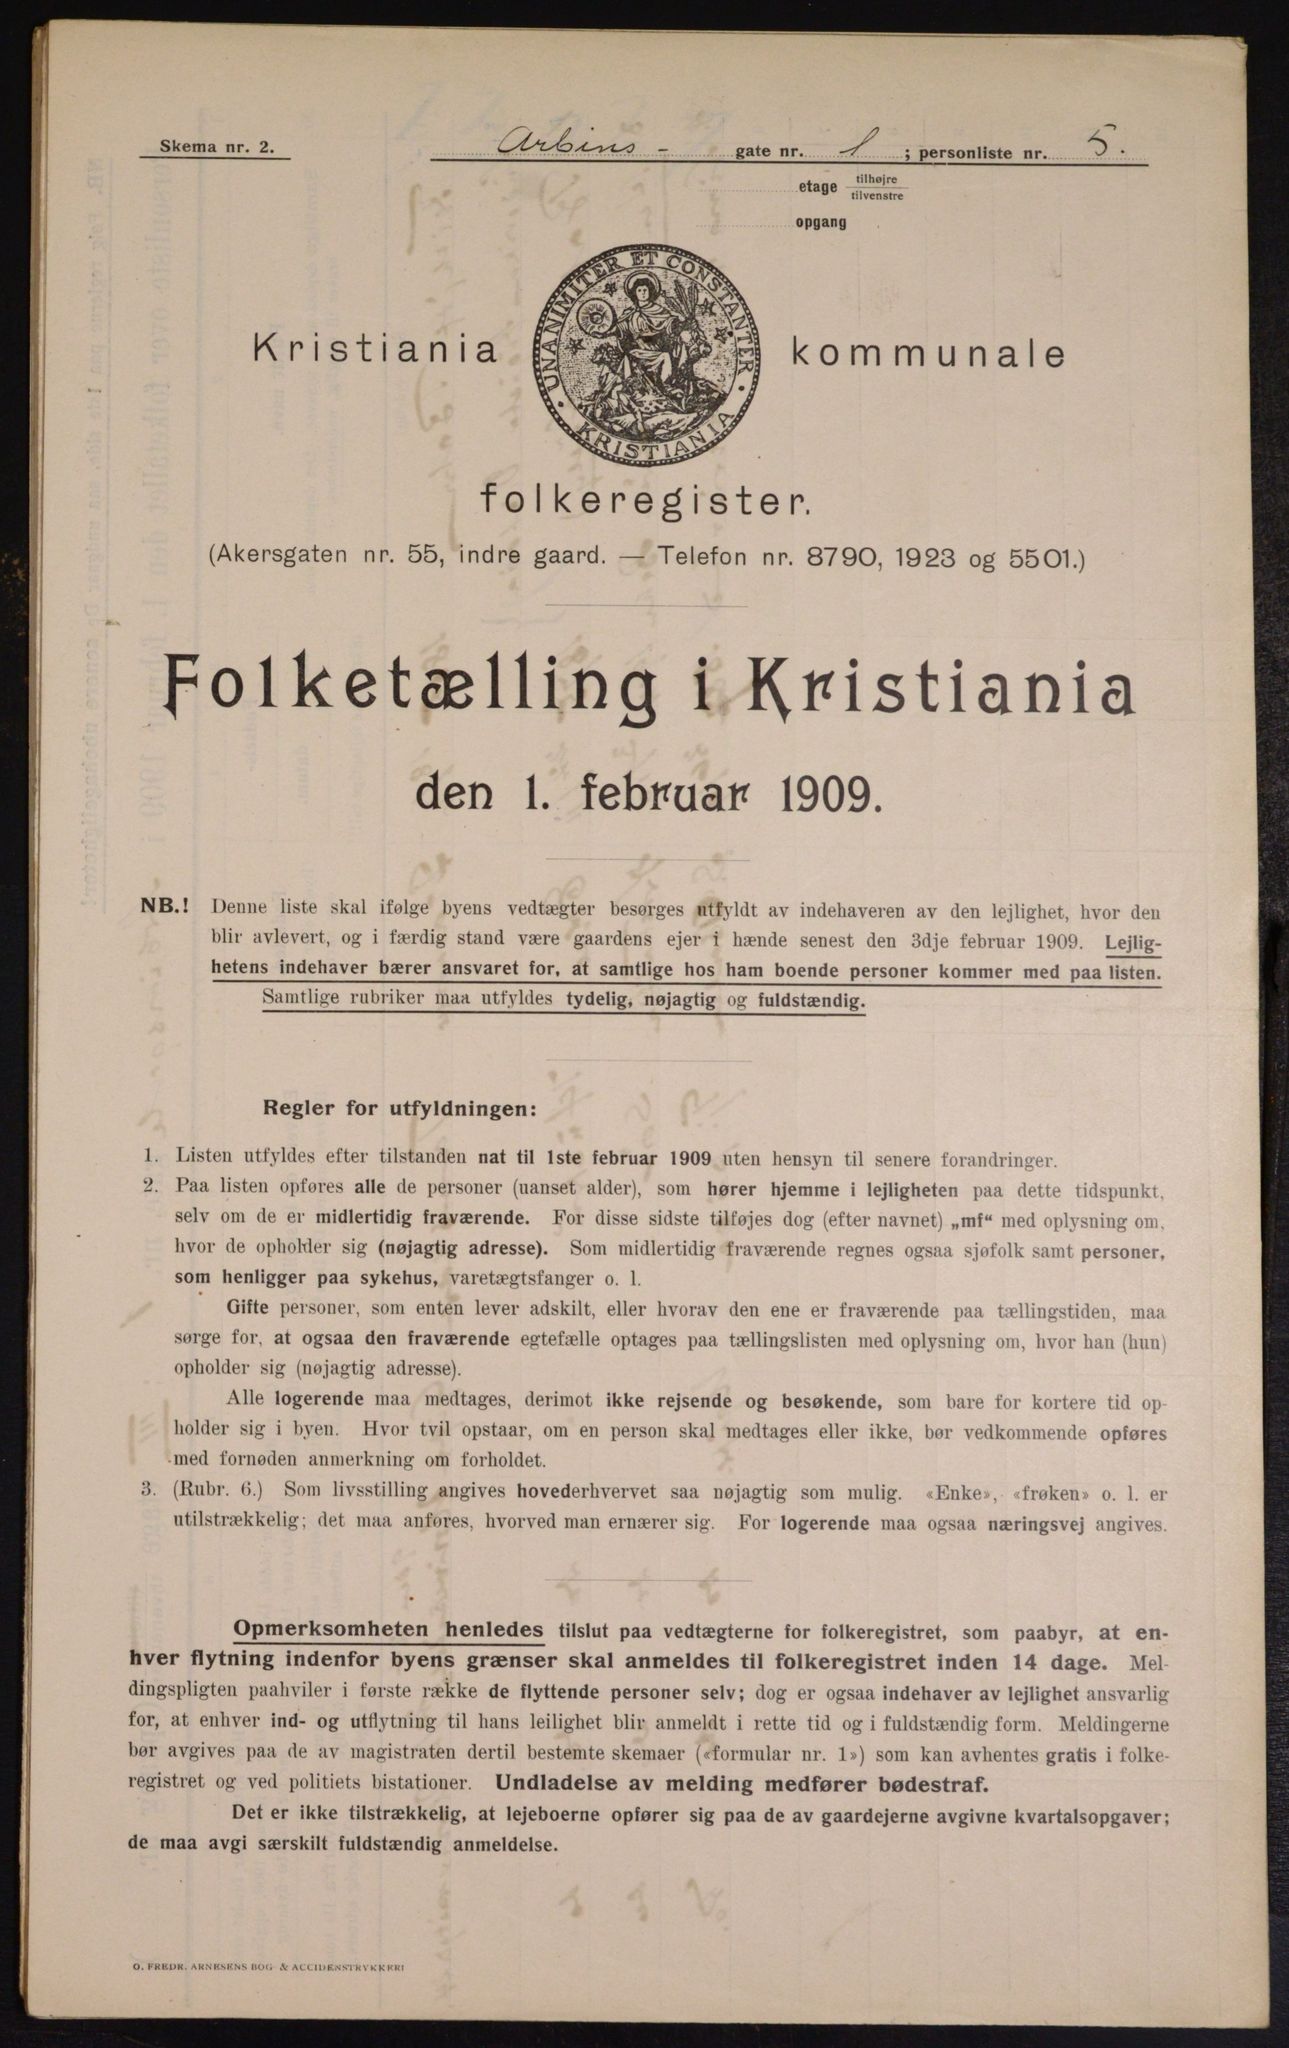 Skema nr. 2.
Arbins - gate nr. 1; personliste nr. 5.
etage tilhøjre tilvenstre
opgang
UNANIMITER ET CONSTANTER
KRISTIANIA
Kristiania kommunale
folkeregister.
(Akersgaten nr. 55, indre gaard. — Telefon nr. 8790, 1923 og 5501.)
Folketælling i Kristiania
den 1. februar 1909.
NB.! Denne liste skal ifølge byens vedtægter besørges utfyldt av indehaveren av den lejlighet, hvor den
blir avlevert, og i færdig stand være gaardens ejer i hænde senest den 3dje februar 1909. Lejlig-
hetens indehaver bærer ansvaret for, at samtlige hos ham boende personer kommer med paa listen.
Samtlige rubriker maa utfyldes tydelig, nøjagtig og fuldstændig.
Regler for utfyldningen:
1. Listen utfyldes efter tilstanden nat til 1ste februar 1909 uten hensyn til senere forandringer.
2. Paa listen opføres alle de personer (uanset alder), som hører hjemme i lejligheten paa dette tidspunkt,
selv om de er midlertidig fraværende. For disse sidste tilføjes dog (efter navnet) „mf“ med oplysning om,
hvor de opholder sig (nøjagtig adresse). Som midlertidig fraværende regnes ogsaa sjøfolk samt personer,
som henligger paa sykehus, varetægtsfanger o. l.
Gifte personer, som enten lever adskilt, eller hvorav den ene er fraværende paa tællingstiden, maa
sørge for, at ogsaa den fraværende egtefælle optages paa tællingslisten med oplysning om, hvor han (hun)
opholder sig (nøjagtig adresse).
Alle logerende maa medtages, derimot ikke rejsende og besøkende, som bare for kortere tid op-
holder sig i byen. Hvor tvil opstaar, om en person skal medtages eller ikke, bør vedkommende opføres
med fornøden anmerkning om forholdet.
3. (Rubr. 6.) Som livsstilling angives hovederhvervet saa nøjagtig som mulig. «Enke», «frøken» o. l. er
utilstrækkelig; det maa anføres, hvorved man ernærer sig. For logerende maa ogsaa næringsvej angives.
Opmerksomheten henledes tilslut paa vedtægterne for folkeregistret, som paabyr, at en-
hver flytning indenfor byens grænser skal anmeldes til folkeregistret inden 14 dage. Mel-
dingspligten paahviler i første række de flyttende personer selv; dog er ogsaa indehaver av lejlighet ansvarlig
for, at enhver ind- og utflytning til hans leilighet blir anmeldt i rette tid og i fuldstændig form. Meldingerne
bør avgives paa de av magistraten dertil bestemte skemaer («formular nr. 1») som kan avhentes gratis i folke-
registret og ved politiets bistationer. Undladelse av melding medfører bødestraf.
Det er ikke tilstrækkelig, at lejeboerne opfører sig paa de av gaardejerne avgivne kvartalsopgaver;
de maa avgi særskilt fuldstændig anmeldelse.
O. FREDR. ARNESENS BOG- & ACCIDENSTRYKKERI